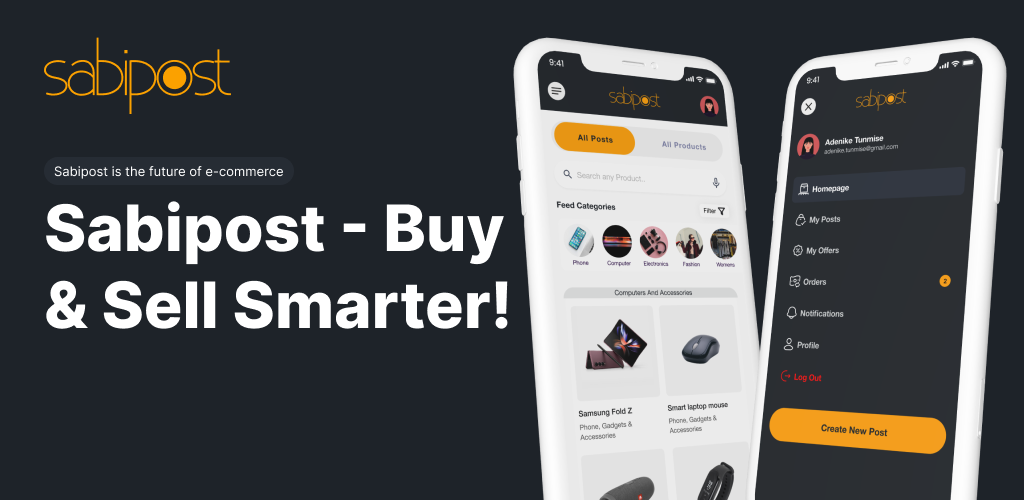 sabipost
Sabipost is the future of e-commerce
Sabipost - Buy
& Sell Smarter!
9:41
sabipost
All Posts
All Products
Search any Product..
Feed Categories
Filter
Phone
Computer
Electronics
Fashion
Womens
Computers And Accessories
Samsung Fold Z
Phone, Gadgets &
Accessories
Smart laptop mouse
Phone, Gadgets &
Accessories
9:41
sabipost
Adenike Tunmise
adenike.tunmise@gmail.com
Homepage
My Posts
My Offers
Orders
2
Notifications
Profile
Log Out
Create New Post